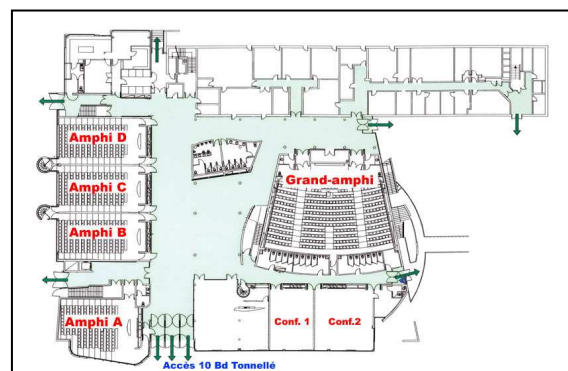 Amphi D
Grand-amphi
Amphi C
Amphi B
Amphi A
Conf. 1
Conf.2
Accès 10 Bd Tonnellé